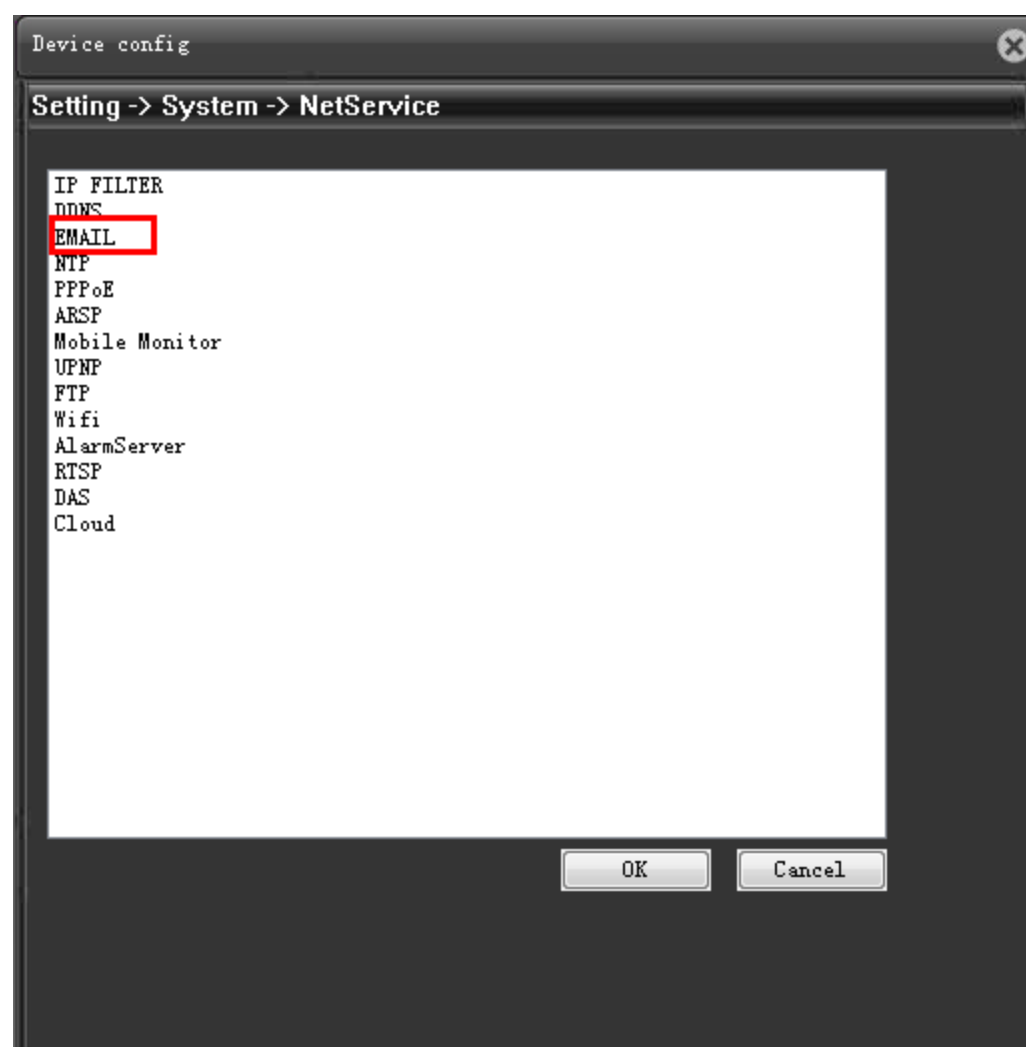 Device config
Setting -> System -> NetService
IP FILTER
DDNS
EMAIL
NTP
PPPoE
ARSP
Mobile Monitor
UPNP
FTP
Wifi
AlarmServer
RTSP
DAS
Cloud
OK
Cancel